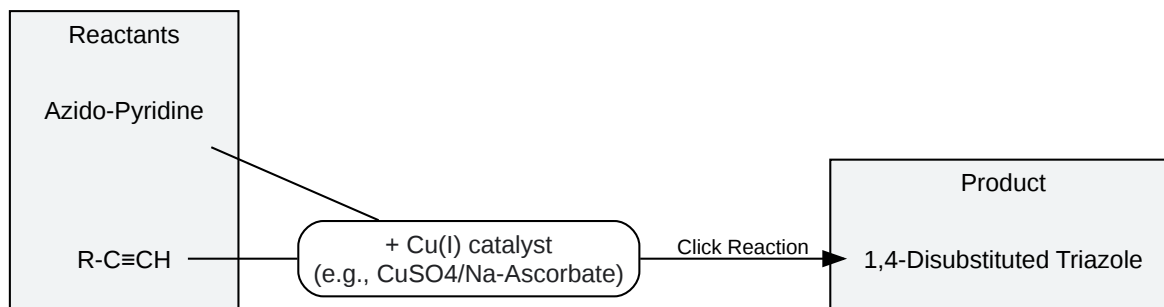 Reactants
Azido-Pyridine
R-C≡CH
+ Cu(I) catalyst
(e.g., CuSO4/Na-Ascorbate)
Click Reaction
Product
1,4-Disubstituted Triazole